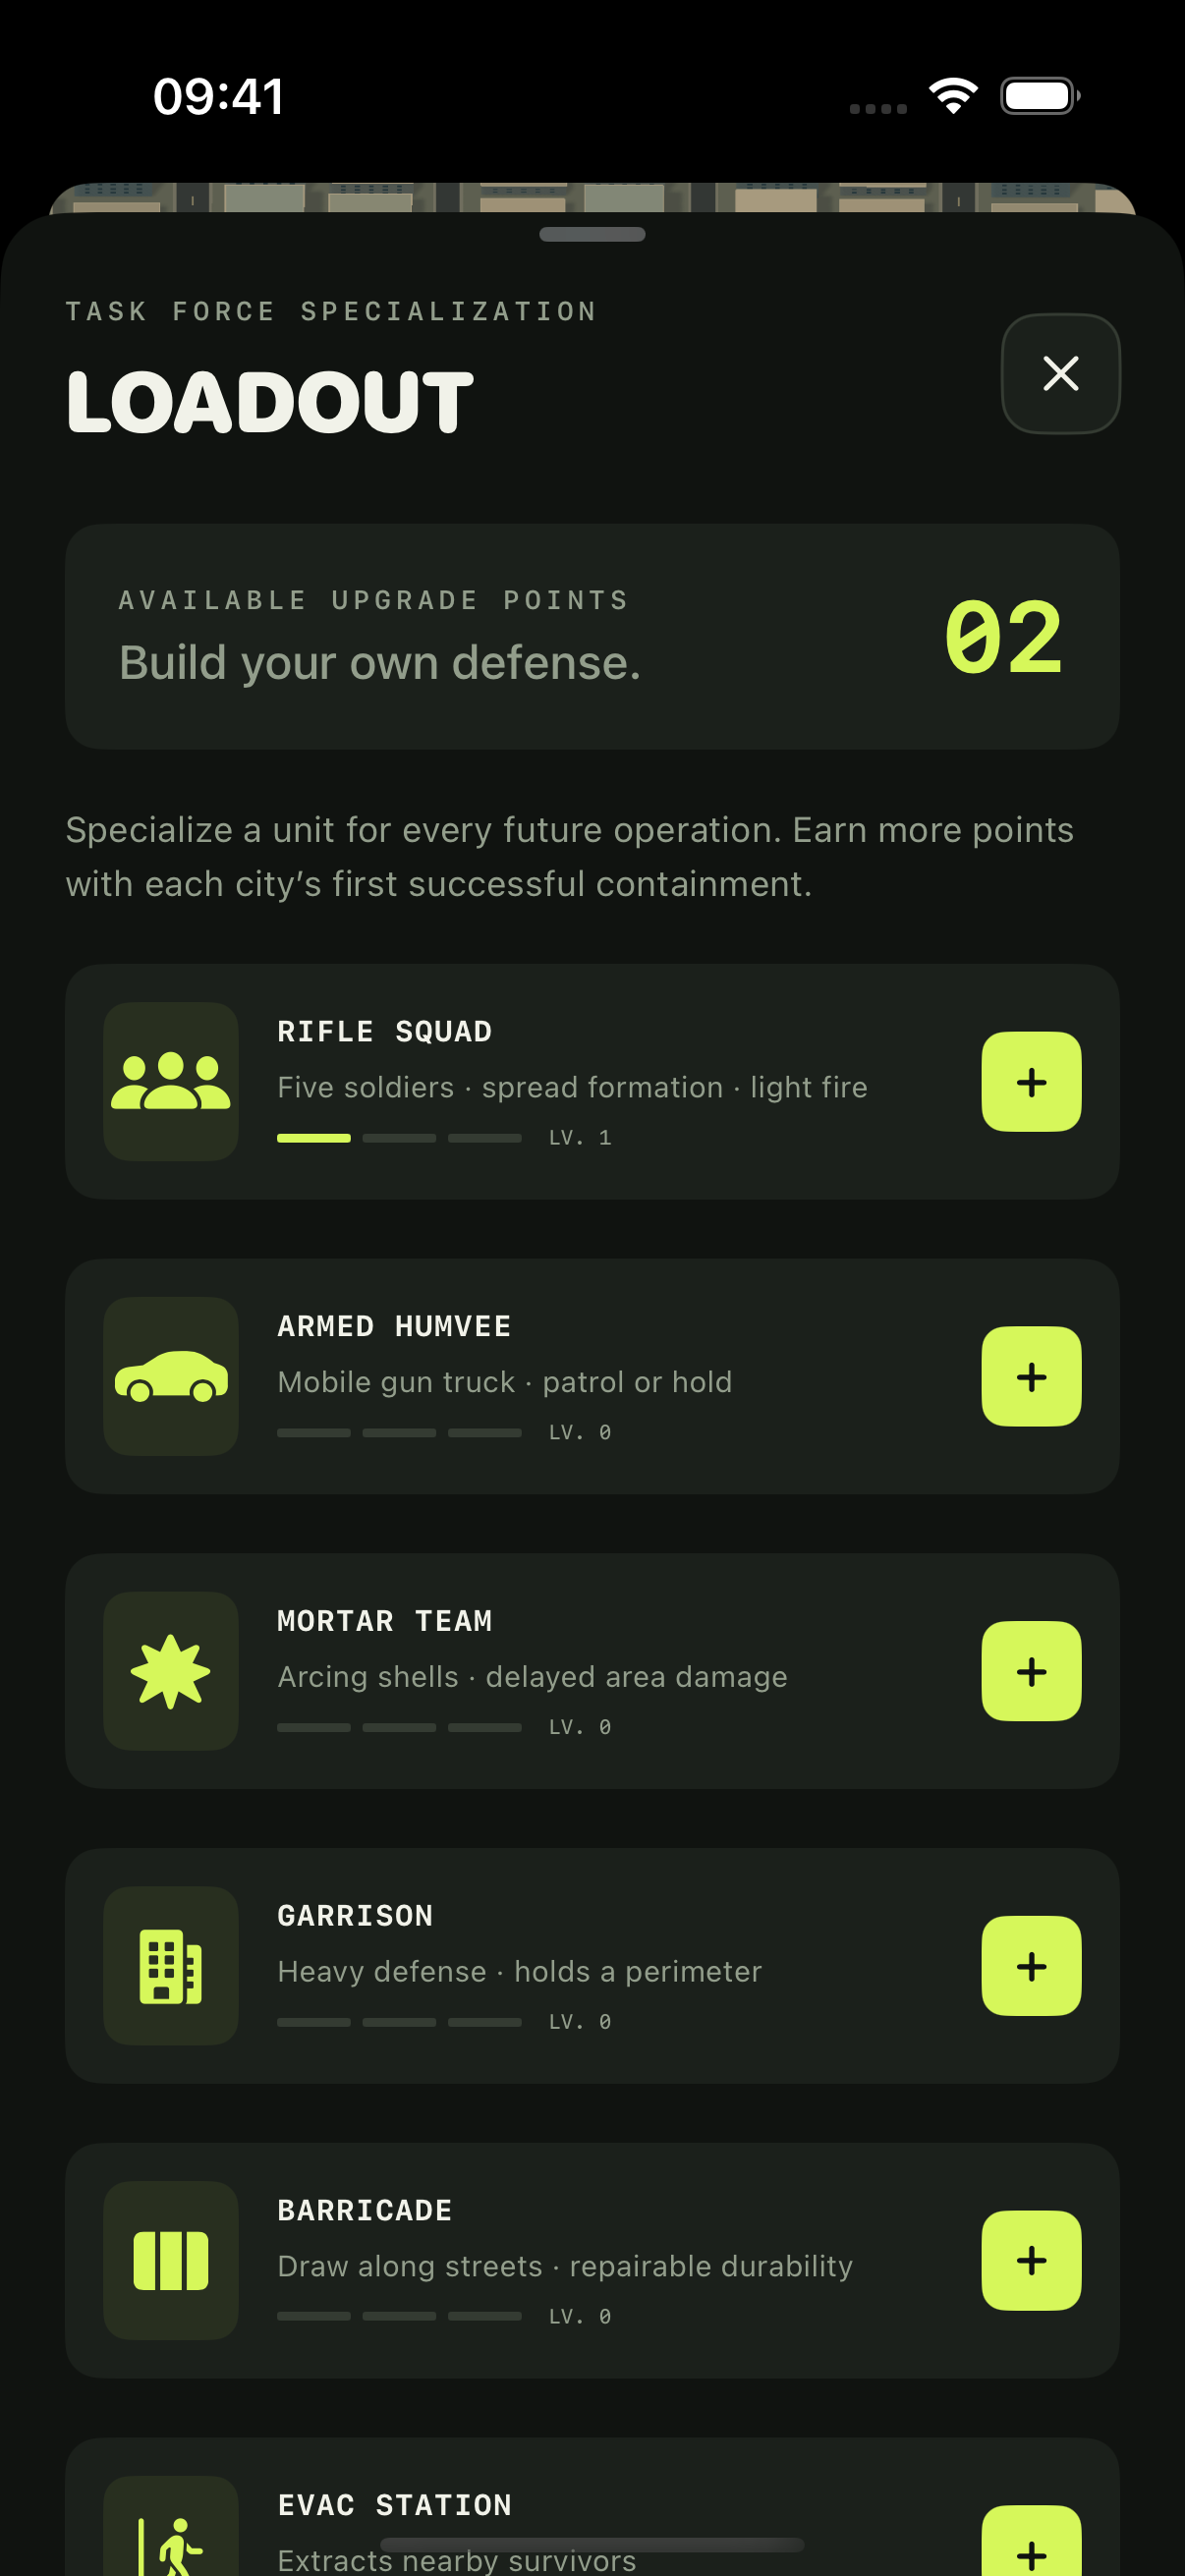 09:41
TASK FORCE SPECIALIZATION
LOADOUT
AVAILABLE UPGRADE POINTS
Build your own defense.
02
Specialize a unit for every future operation. Earn more points
with each city’s first successful containment.
RIFLE SQUAD
Five soldiers · spread formation · light fire
LV. 1
ARMED HUMVEE
Mobile gun truck · patrol or hold
LV. 0
MORTAR TEAM
Arcing shells · delayed area damage
LV. 0
GARRISON
Heavy defense · holds a perimeter
LV. 0
BARRICADE
Draw along streets · repairable durability
LV. 0
EVAC STATION
Extracts nearby survivors